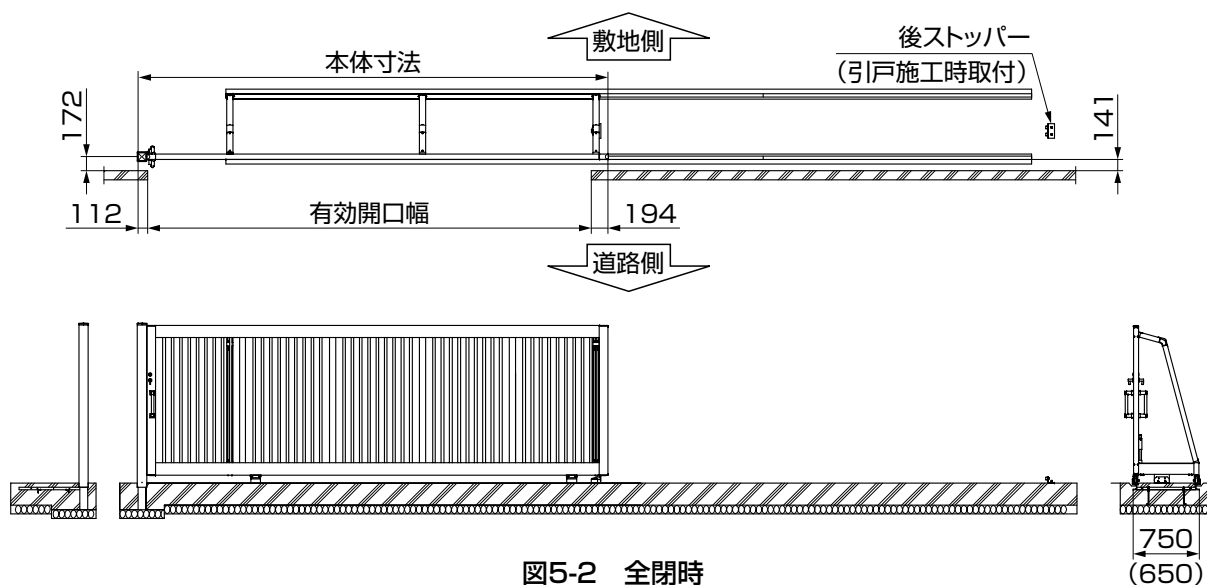 敷地側
後ストッパー
(引戸施工時取付)
本体寸法
172
141
112
有効開口幅
194
道路側
750
(650)
図5-2 全閉時